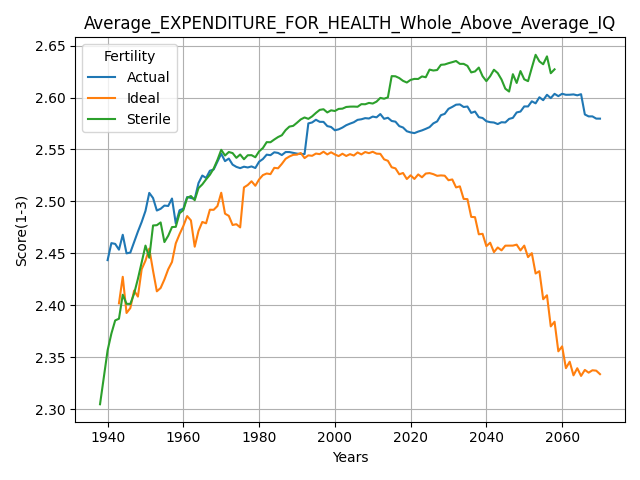 Average_EXPENDITURE_FOR_HEALTH_Whole_Above_Average_IQ
Fertility
Actual
Ideal
Sterile
Score(1-3)
2.65
2.60
2.55
2.50
2.45
2.40
2.35
2.30
1940 1960 1980 2000 2020 2040 2060
Years